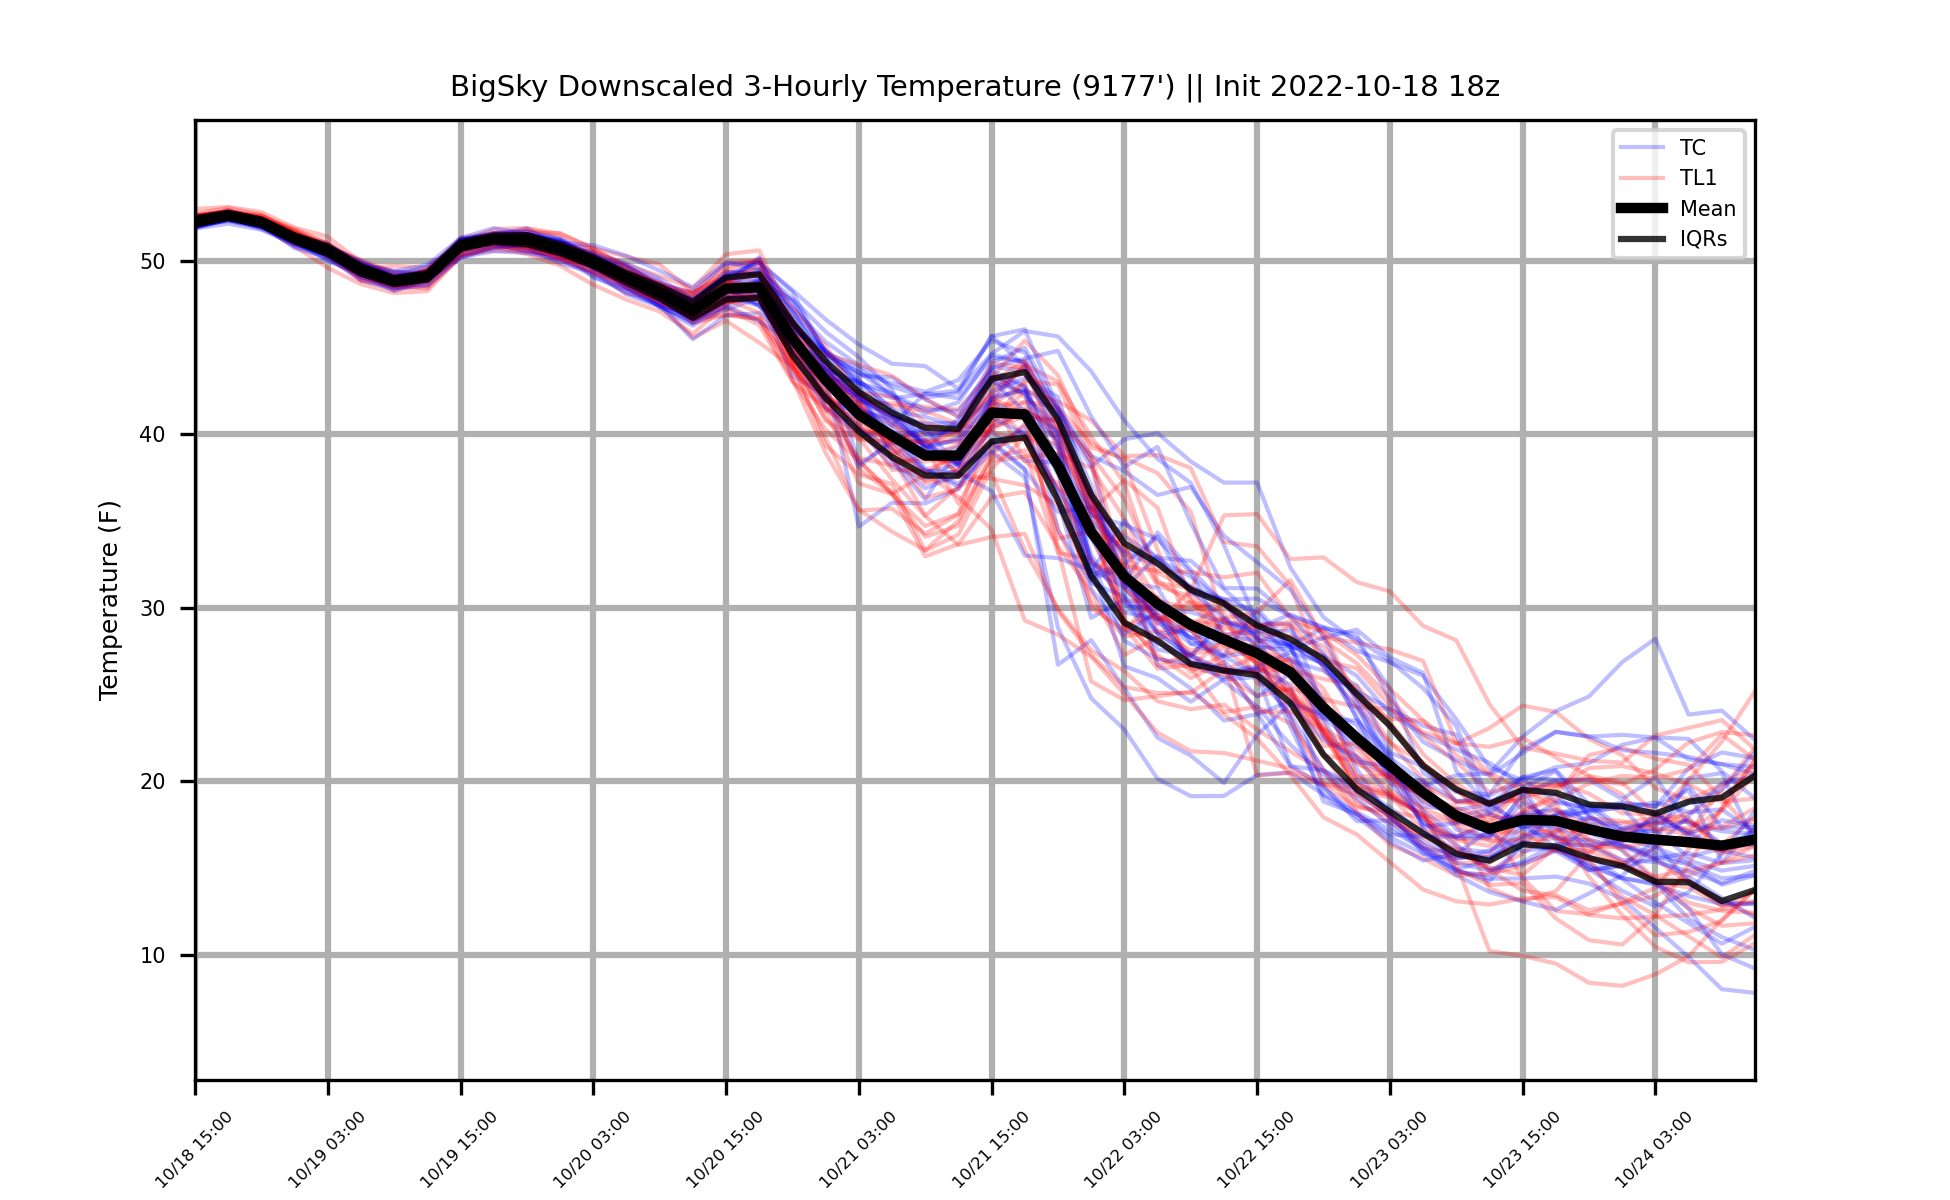 BigSky Downscaled 3-Hourly Temperature (9177') || Init 2022-10-18 18z
TC
TL1
Mean
IQRs
Temperature (F)
50
40
30
20
10
10/18 15:00
10/19 03:00
10/19 15:00
10/20 03:00
10/20 15:00
10/21 03:00
10/21 15:00
10/22 03:00
10/22 15:00
10/23 03:00
10/23 15:00
10/24 03:00